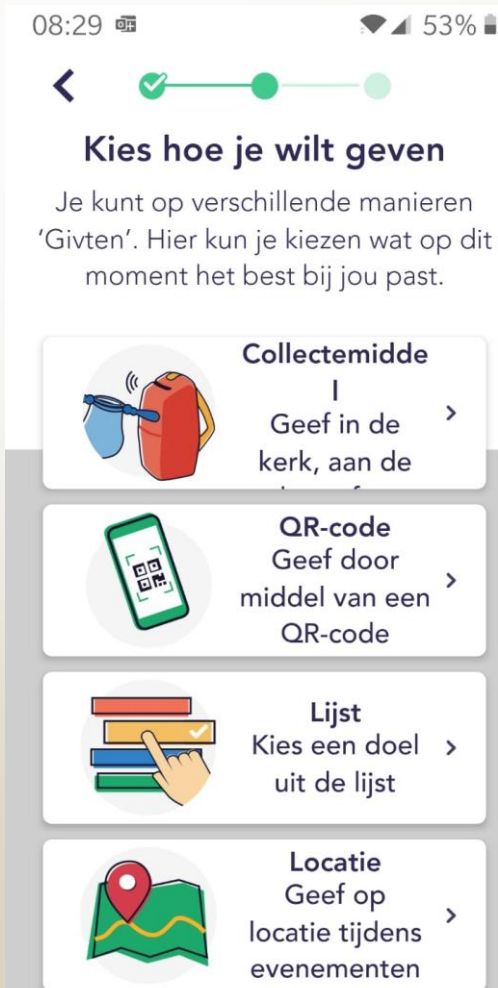 08:29 53%
Kies hoe je wilt geven
Je kunt op verschillende manieren
'Givten'. Hier kun je kiezen wat op dit
moment het best bij jou past.
Collectemidde
l
Geef in de
kerk, aan de
QR-code
Geef door
middel van een
QR-code
Lijst
Kies een doel
uit de lijst
Locatie
Geef op
locatie tijdens
evenementen